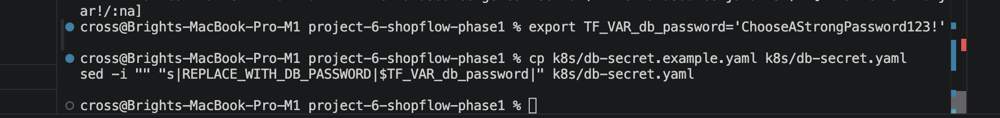 ar!/:na]
cross@Brights-MacBook-Pro-M1 project-6-shopflow-phase1 % export TF_VAR_db_password='ChooseAStrongPassword123!'
cross@Brights-MacBook-Pro-M1 project-6-shopflow-phase1 % cp k8s/db-secret.example.yaml k8s/db-secret.yaml
sed -i "" "s|REPLACE_WITH_DB_PASSWORD|$TF_VAR_db_password|" k8s/db-secret.yaml
cross@Brights-MacBook-Pro-M1 project-6-shopflow-phase1 %